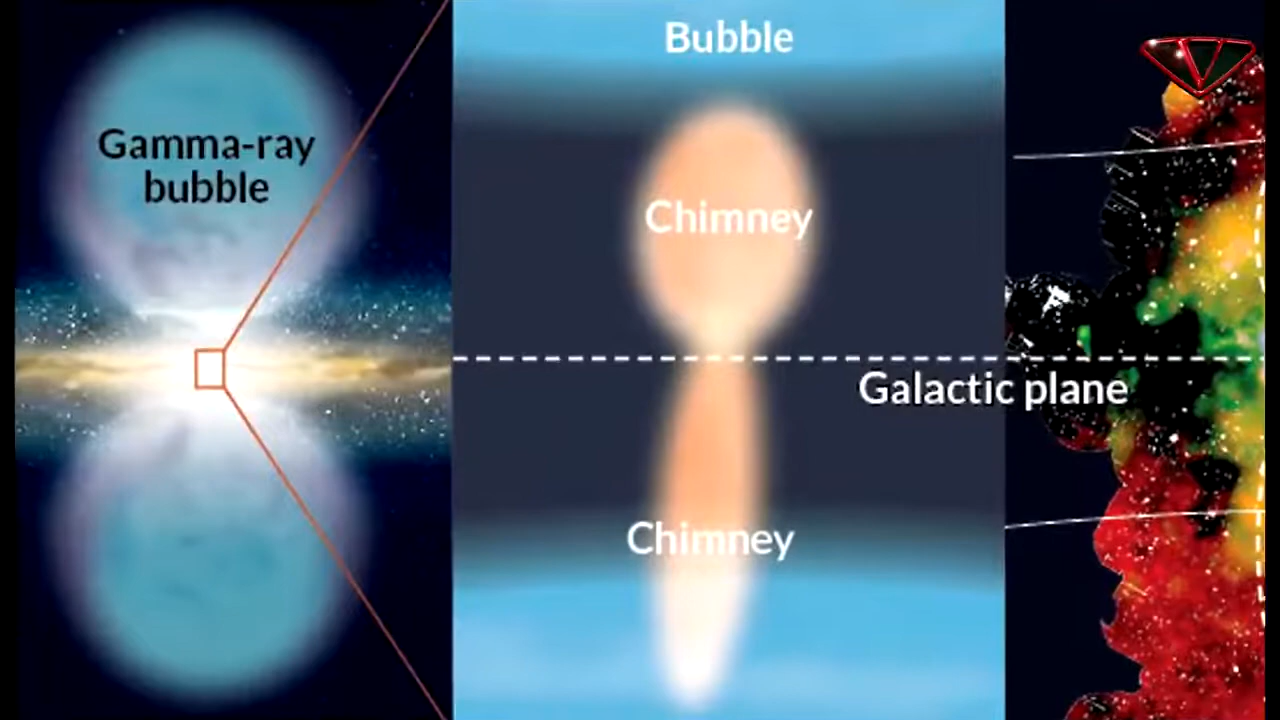 Gamma-ray
bubble
Bubble
Chimney
Galactic plane
Chimney